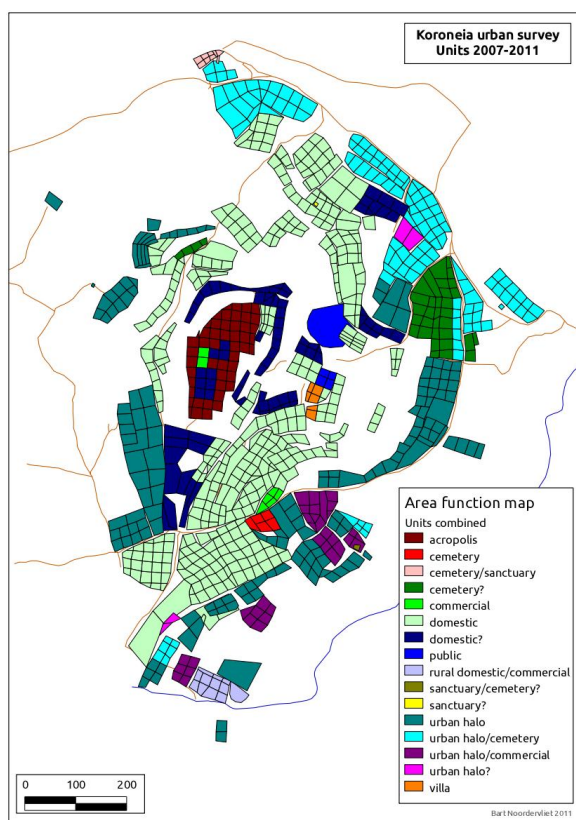 Koroneia urban survey
Units 2007-2011
Area function map
Units combined
acropolis
cemetery
cemetery/sanctuary
cemetery?
commercial
domestic
domestic?
public
rural domestic/commercial
sanctuary/cemetery?
sanctuary?
urban halo
urban halo/cemetery
urban halo/commercial
urban halo?
villa
0 100 200
Bart Noordervliet 2011